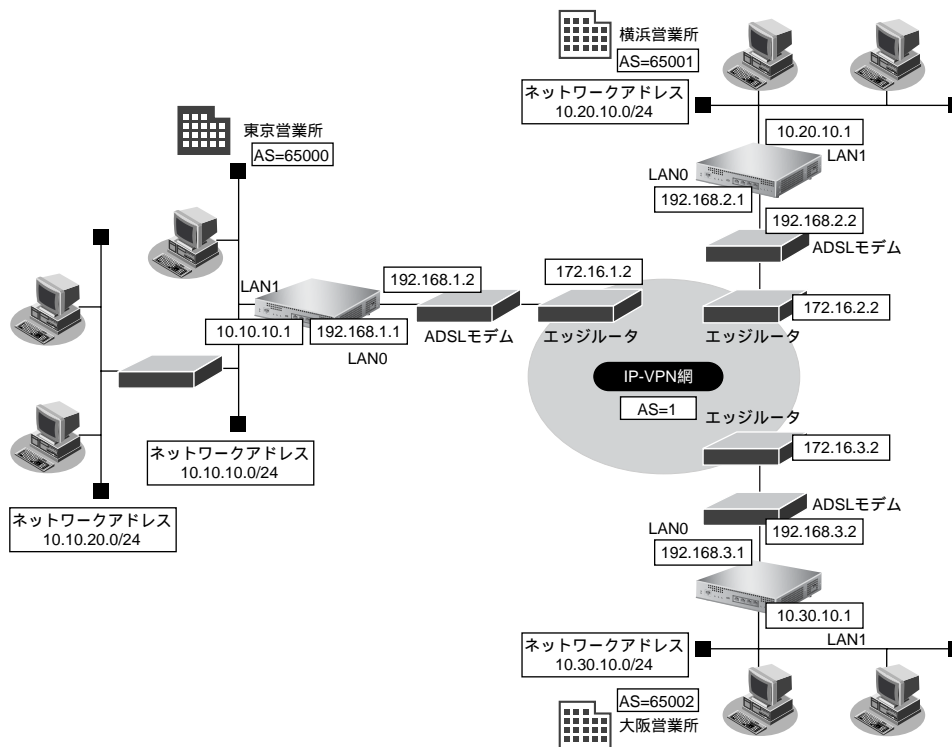 横浜営業所
AS=65001
ネットワークアドレス
10.20.10.0/24
10.20.10.1
LAN1
LAN0
192.168.2.1
192.168.2.2
ADSLモデム
172.16.2.2
エッジルータ
東京営業所
AS=65000
LAN1
10.10.10.1
192.168.1.1
LAN0
192.168.1.2
ADSLモデム
172.16.1.2
エッジルータ
IP-VPN網
AS=1
ネットワークアドレス
10.10.10.0/24
ネットワークアドレス
10.10.20.0/24
エッジルータ
172.16.3.2
ADSLモデム
192.168.3.2
LAN0
192.168.3.1
10.30.10.1
LAN1
ネットワークアドレス
10.30.10.0/24
AS=65002
大阪営業所